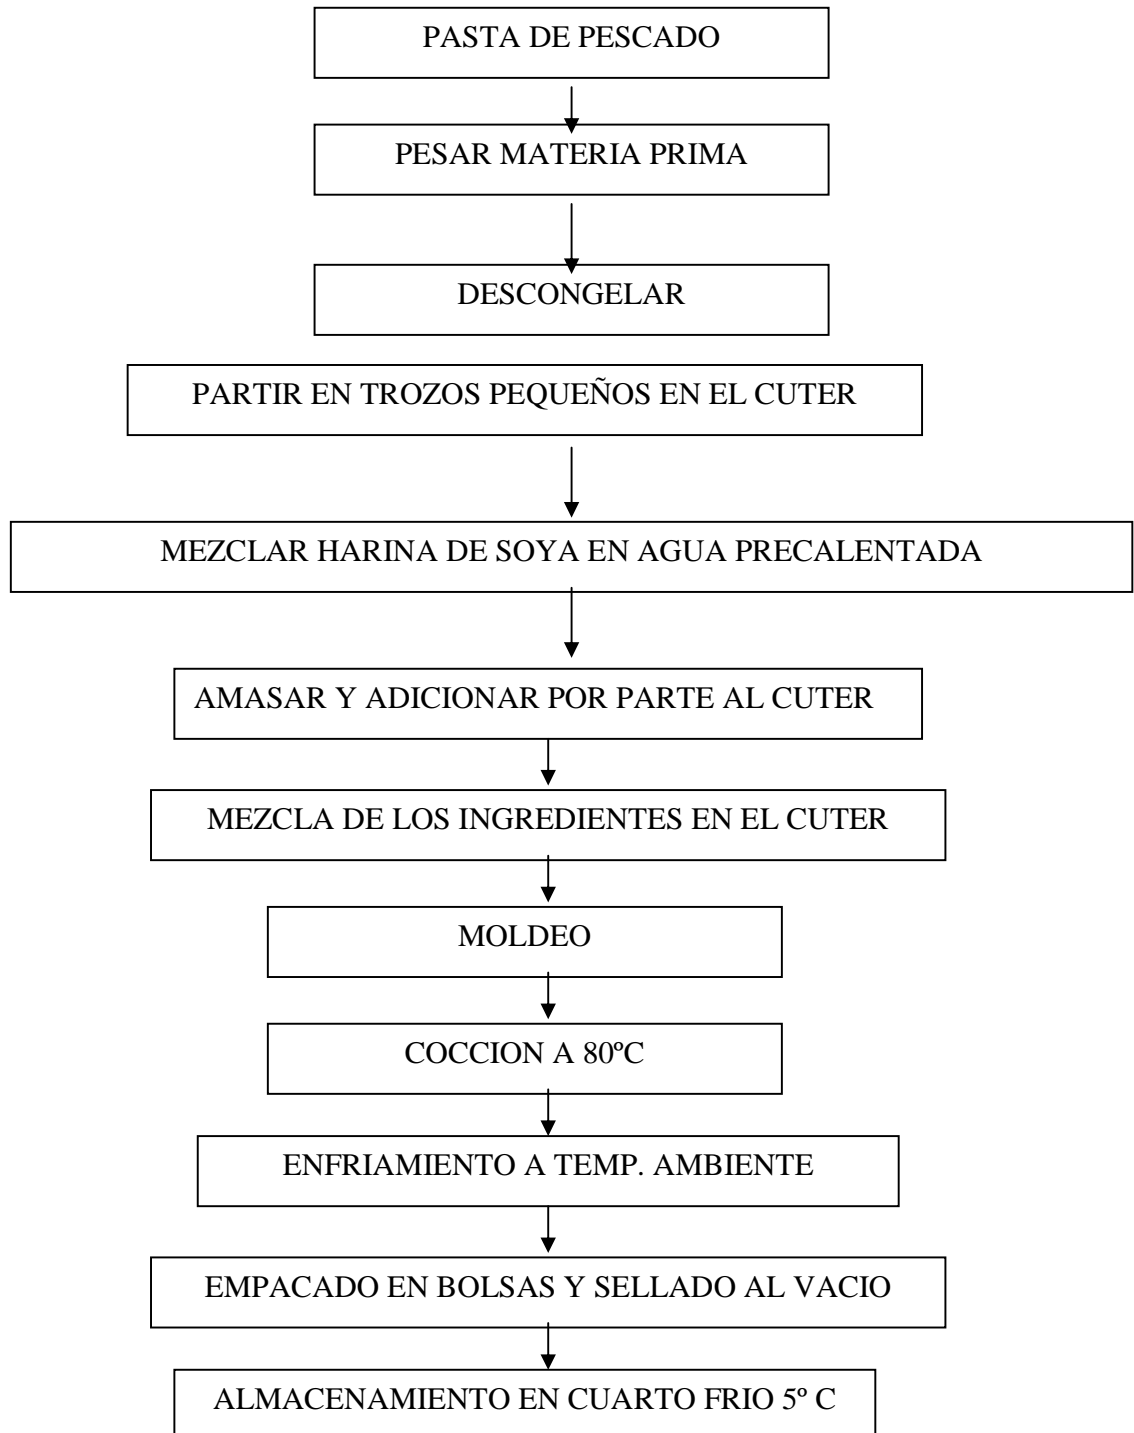 PASTA DE PESCADO
PESAR MATERIA PRIMA
DESCONGELAR
PARTIR EN TROZOS PEQUEÑOS EN EL CUTER
MEZCLAR HARINA DE SOYA EN AGUA PRECALENTADA
AMASAR Y ADICIONAR POR PARTE AL CUTER
MEZCLA DE LOS INGREDIENTES EN EL CUTER
MOLDEO
COCCION A 80ºC
ENFRIAMIENTO A TEMP. AMBIENTE
EMPACADO EN BOLSAS Y SELLADO AL VACIO
ALMACENAMIENTO EN CUARTO FRIO 5º C